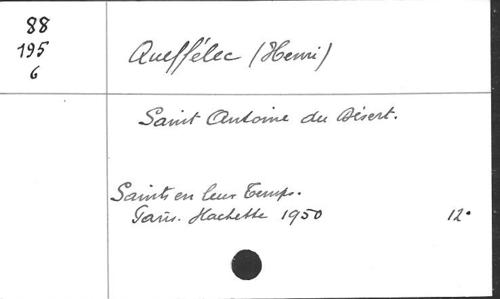 88
195
6
Queffélec (Henri)
Saint Antoine du Désert.
Saints en leur Temps.
Paris. Hachette 1950 12°